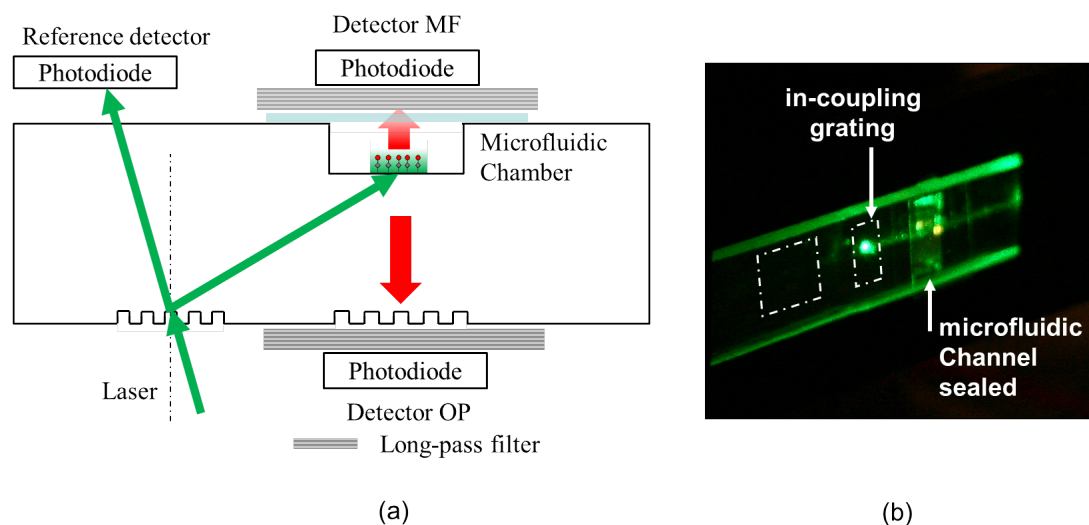 Reference detector
Photodiode
Detector MF
Photodiode
Microfluidic
Chamber
Laser
Photodiode
Detector OP
Long-pass filter
(a)
in-coupling
grating
microfluidic
Channel
sealed
(b)